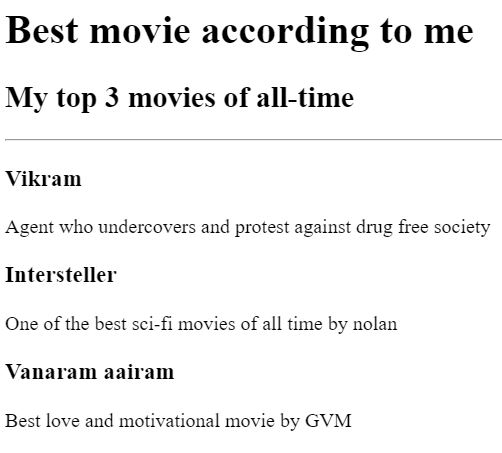 Best movie according to me
My top 3 movies of all-time
Vikram
Agent who undercovers and protest against drug free society
Intersteller
One of the best sci-fi movies of all time by nolan
Vanaram aairam
Best love and motivational movie by GVM